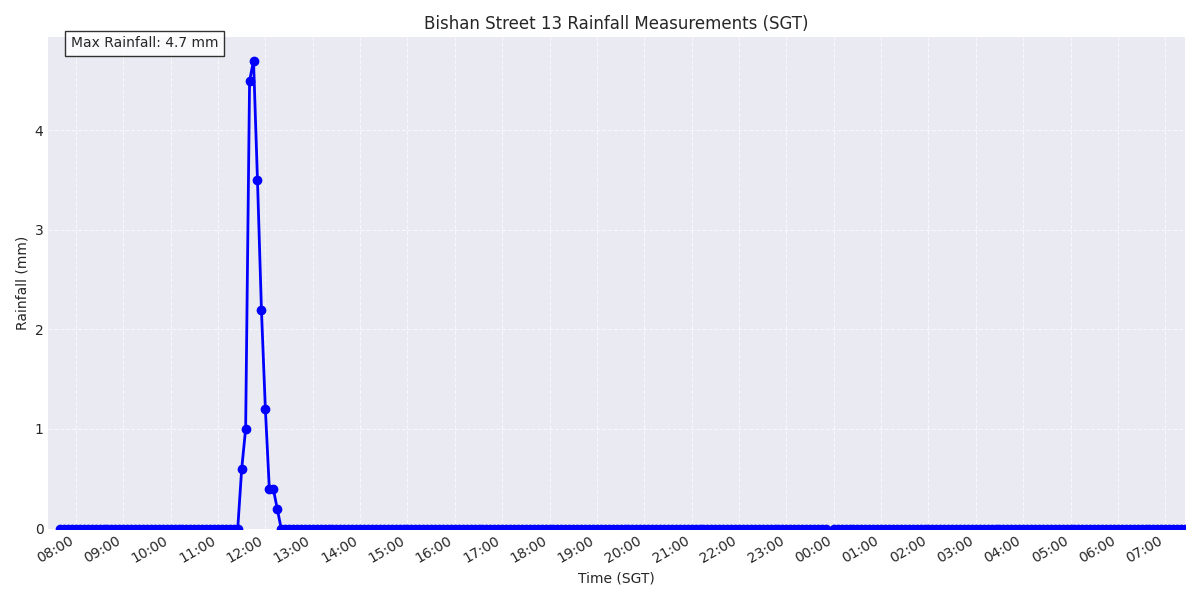 Bishan Street 13 Rainfall Measurements (SGT)
Max Rainfall: 4.7 mm
Rainfall (mm)
4
3
2
1
0
08:00 09:00 10:00 11:00 12:00 13:00 14:00 15:00 16:00 17:00 18:00 19:00 20:00 21:00 22:00 23:00 00:00 01:00 02:00 03:00 04:00 05:00 06:00 07:00
Time (SGT)